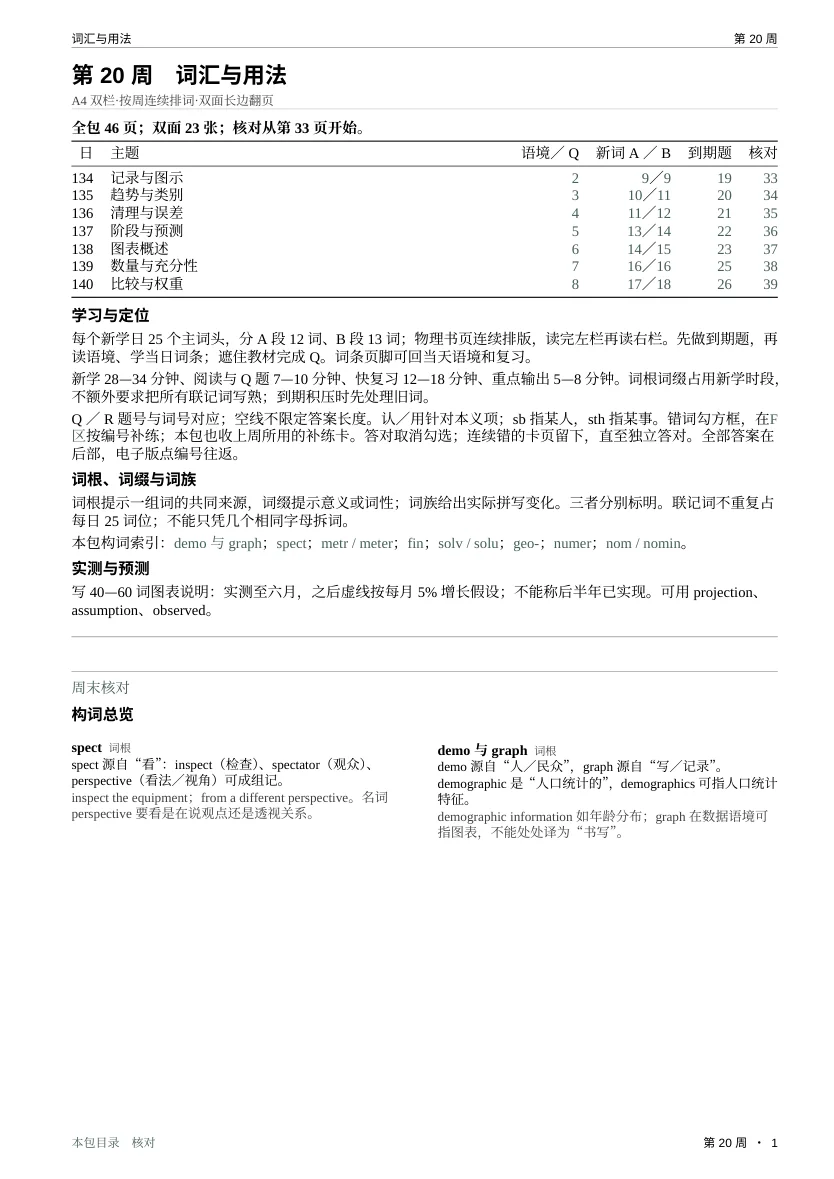 词汇与用法 第 20 周
第 20 周　词汇与用法
A4 双栏·按周连续排词·双面长边翻页
全包 46 页；双面 23 张；核对从第 33 页开始。
日 主题 语境／ Q 新词 A ／ B 到期题 核对
134 记录与图示 2 9／9 19 33
135 趋势与类别 3 10／11 20 34
136 清理与误差 4 11／12 21 35
137 阶段与预测 5 13／14 22 36
138 图表概述 6 14／15 23 37
139 数量与充分性 7 16／16 25 38
140 比较与权重 8 17／18 26 39
学习与定位
每个新学日 25 个主词头，分 A 段 12 词、B 段 13 词；物理书页连续排版，读完左栏再读右栏。先做到期题，再
读语境、学当日词条；遮住教材完成 Q。词条页脚可回当天语境和复习。
新学 28—34 分钟、阅读与 Q 题 7—10 分钟、快复习 12—18 分钟、重点输出 5—8 分钟。词根词缀占用新学时段，
不额外要求把所有联记词写熟；到期积压时先处理旧词。
Q ／ R 题号与词号对应；空线不限定答案长度。认／用针对本义项；sb 指某人，sth 指某事。错词勾方框，在F
区按编号补练；本包也收上周所用的补练卡。答对取消勾选；连续错的卡页留下，直至独立答对。全部答案在
后部，电子版点编号往返。
词根、词缀与词族
词根提示一组词的共同来源，词缀提示意义或词性；词族给出实际拼写变化。三者分别标明。联记词不重复占
每日 25 词位；不能只凭几个相同字母拆词。
本包构词索引：demo 与 graph；spect；metr / meter；fin；solv / solu；geo-；numer；nom / nomin。
实测与预测
写 40—60 词图表说明：实测至六月，之后虚线按每月 5% 增长假设；不能称后半年已实现。可用 projection、
assumption、observed。
周末核对
构词总览
spect 词根
spect 源自“看”：inspect（检查）、spectator（观众）、
perspective（看法／视角）可成组记。
inspect the equipment；from a different perspective。名词
perspective 要看是在说观点还是透视关系。
demo 与 graph 词根
demo 源自“人／民众”，graph 源自“写／记录”。
demographic 是“人口统计的”，demographics 可指人口统计
特征。
demographic information 如年龄分布；graph 在数据语境可
指图表，不能处处译为“书写”。
本包目录　核对 第 20 周 · 1